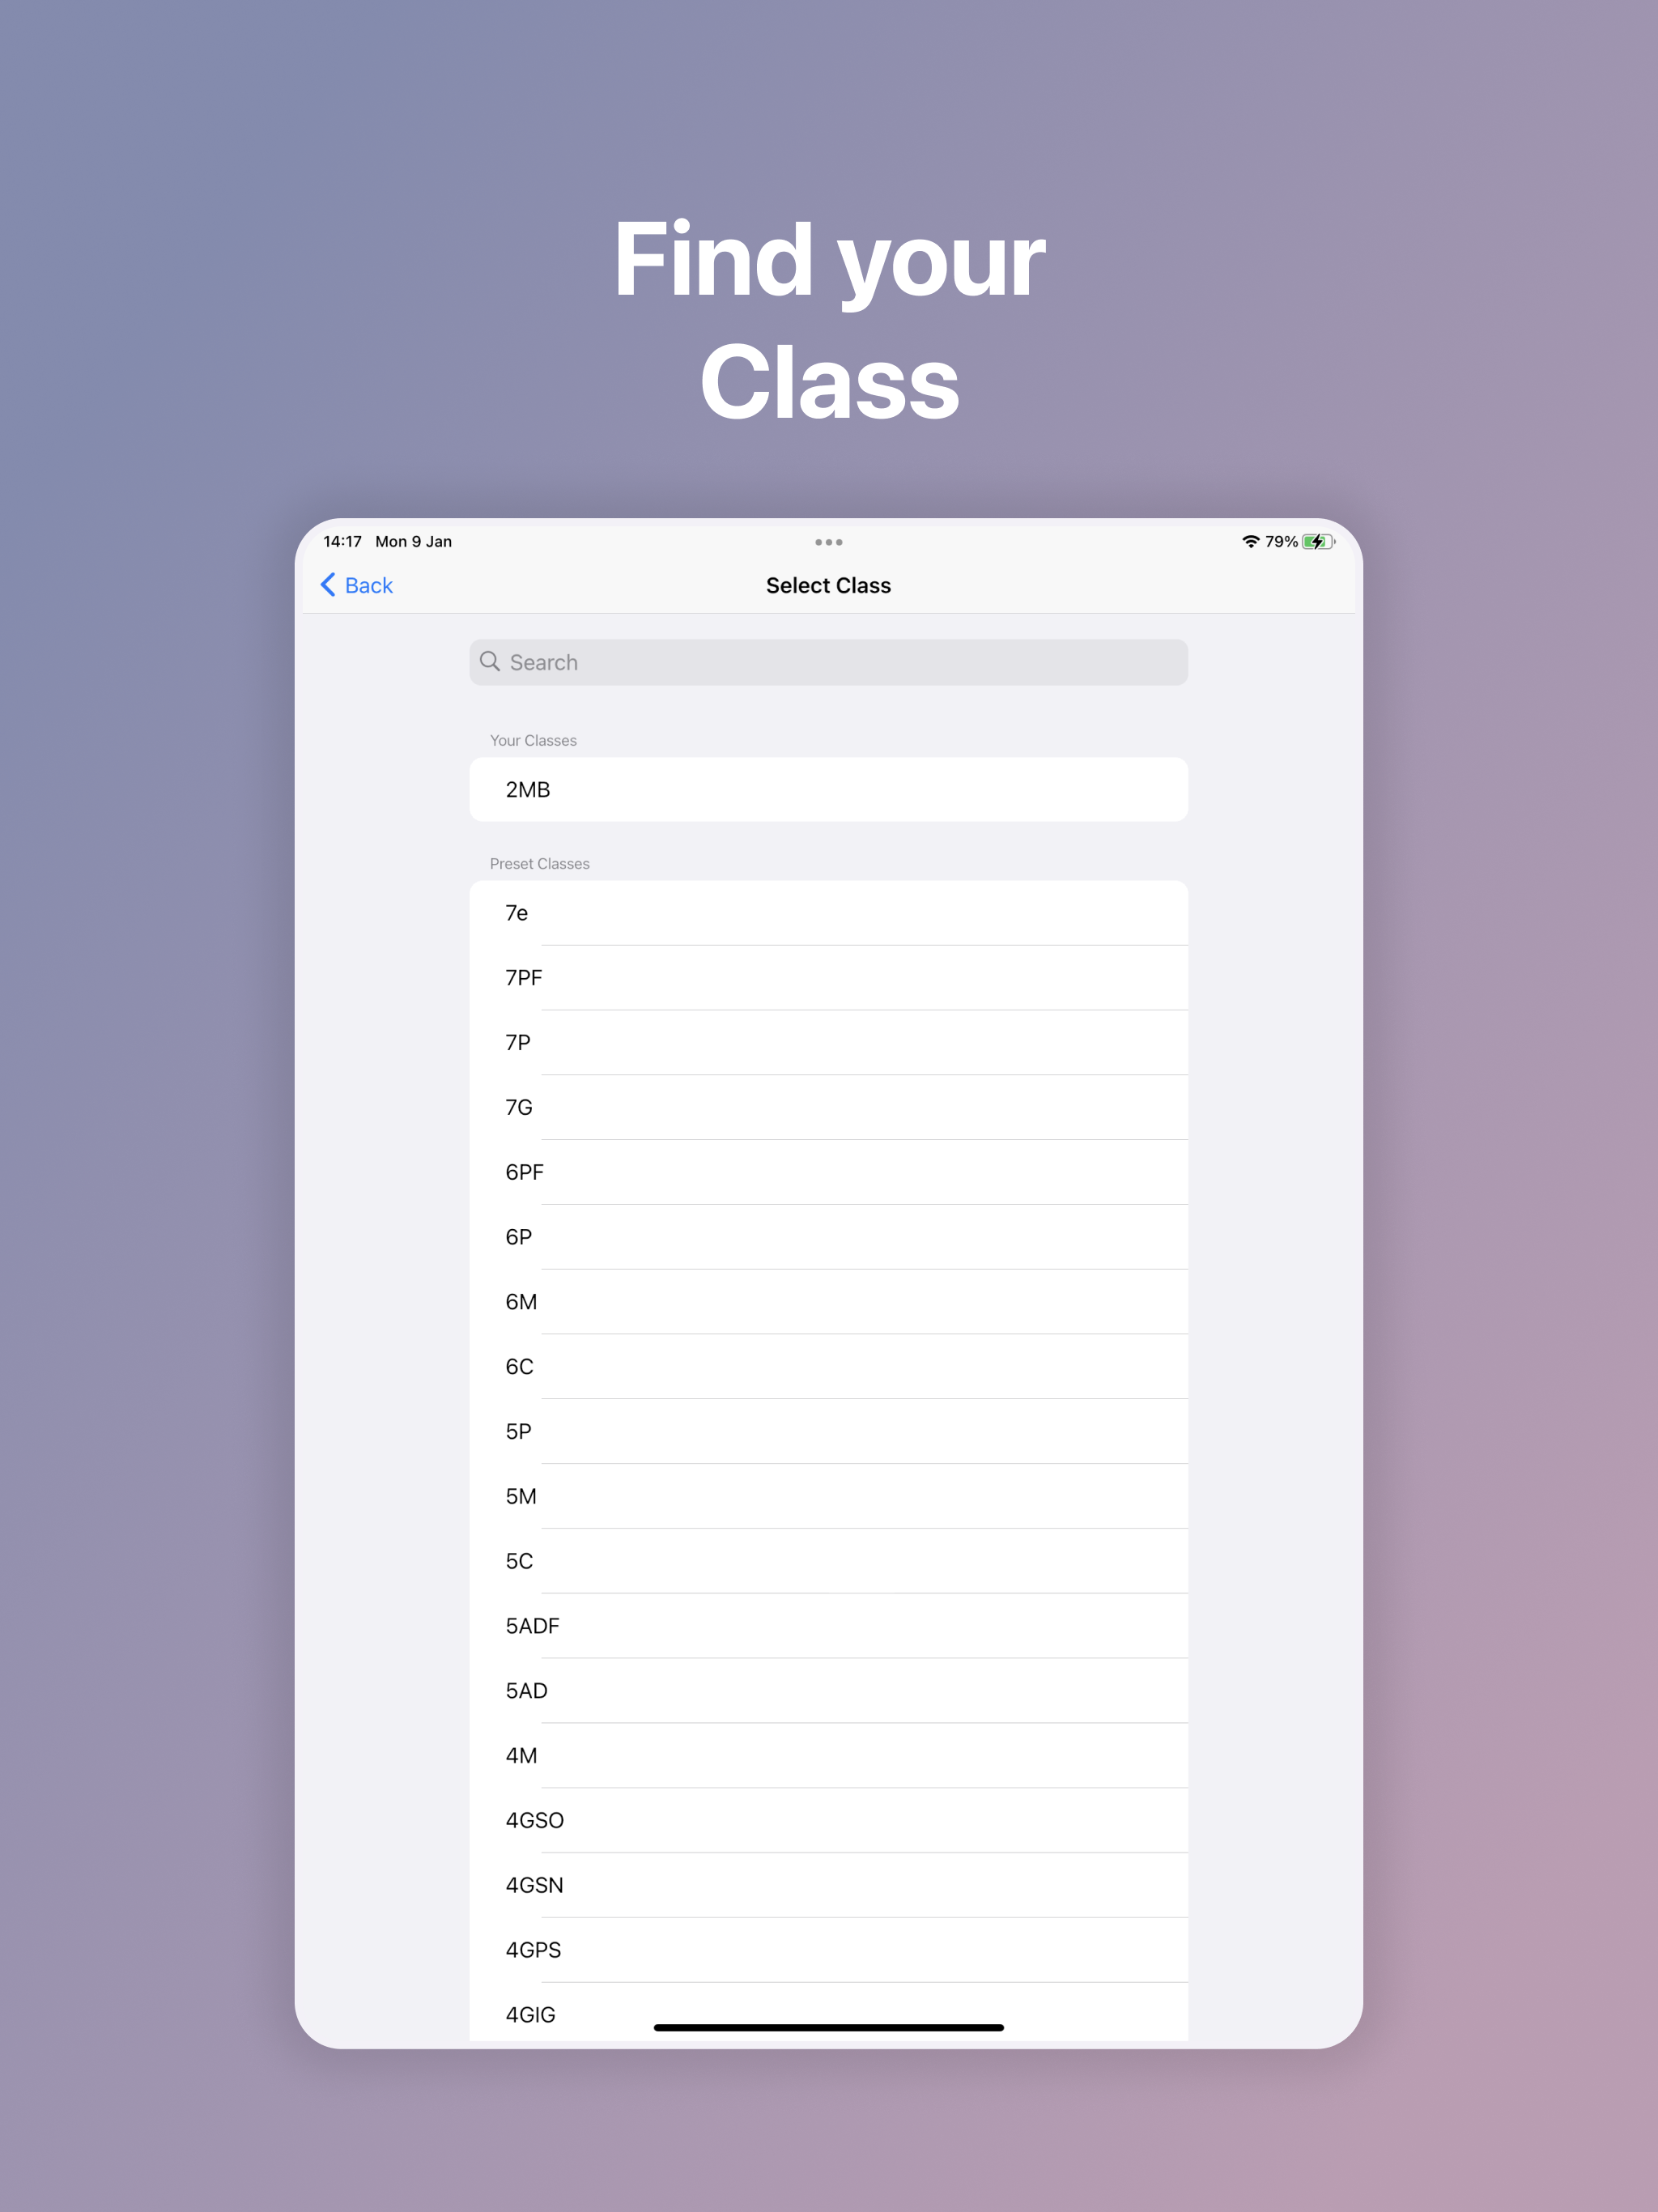 Find your
Class
14:17 Mon 9 Jan
79%
Back
Select Class
Search
Your Classes
2MB
Preset Classes
7e
7PF
7P
7G
6PF
6P
6M
6C
5P
5M
5C
5ADF
5AD
4M
4GSO
4GSN
4GPS
4GIG